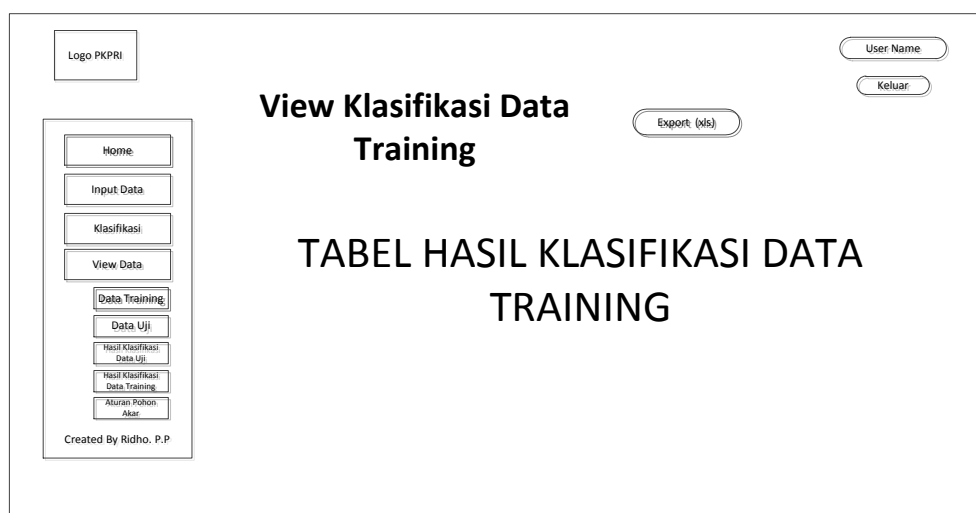 Logo PKPRI
User Name
Keluar
View Klasifikasi Data
Training
Export (xls)
Home
Input Data
Klasifikasi
View Data
Data Training
Data Uji
Hasil Klasifikasi
Data Uji
Hasil Klasifikasi
Data Training
Aturan Pohon
Akar
Created By Ridho. P.P
TABEL HASIL KLASIFIKASI DATA
TRAINING